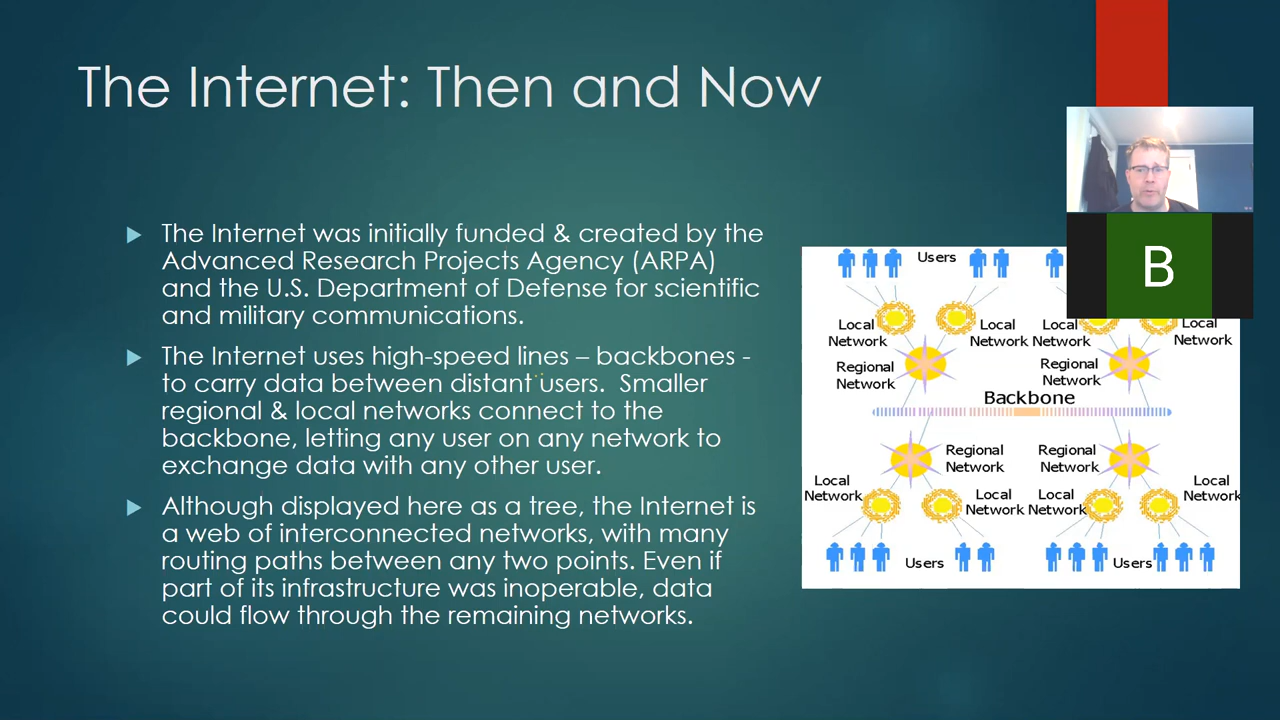 The Internet: Then and Now
The Internet was initially funded & created by the
Advanced Research Projects Agency (ARPA)
and the U.S. Department of Defense for scientific
and military communications.
The Internet uses high-speed lines – backbones -
to carry data between distant users.  Smaller
regional & local networks connect to the
backbone, letting any user on any network to
exchange data with any other user.
Although displayed here as a tree, the Internet is
a web of interconnected networks, with many
routing paths between any two points. Even if
part of its infrastructure was inoperable, data
could flow through the remaining networks.
B
Users
Local
Network
Local
Network
Local
Network
Local
Network
Regional
Network
Regional
Network
Backbone
Regional
Network
Regional
Network
Local
Network
Local
Network
Local
Network
Local
Network
Users
Users